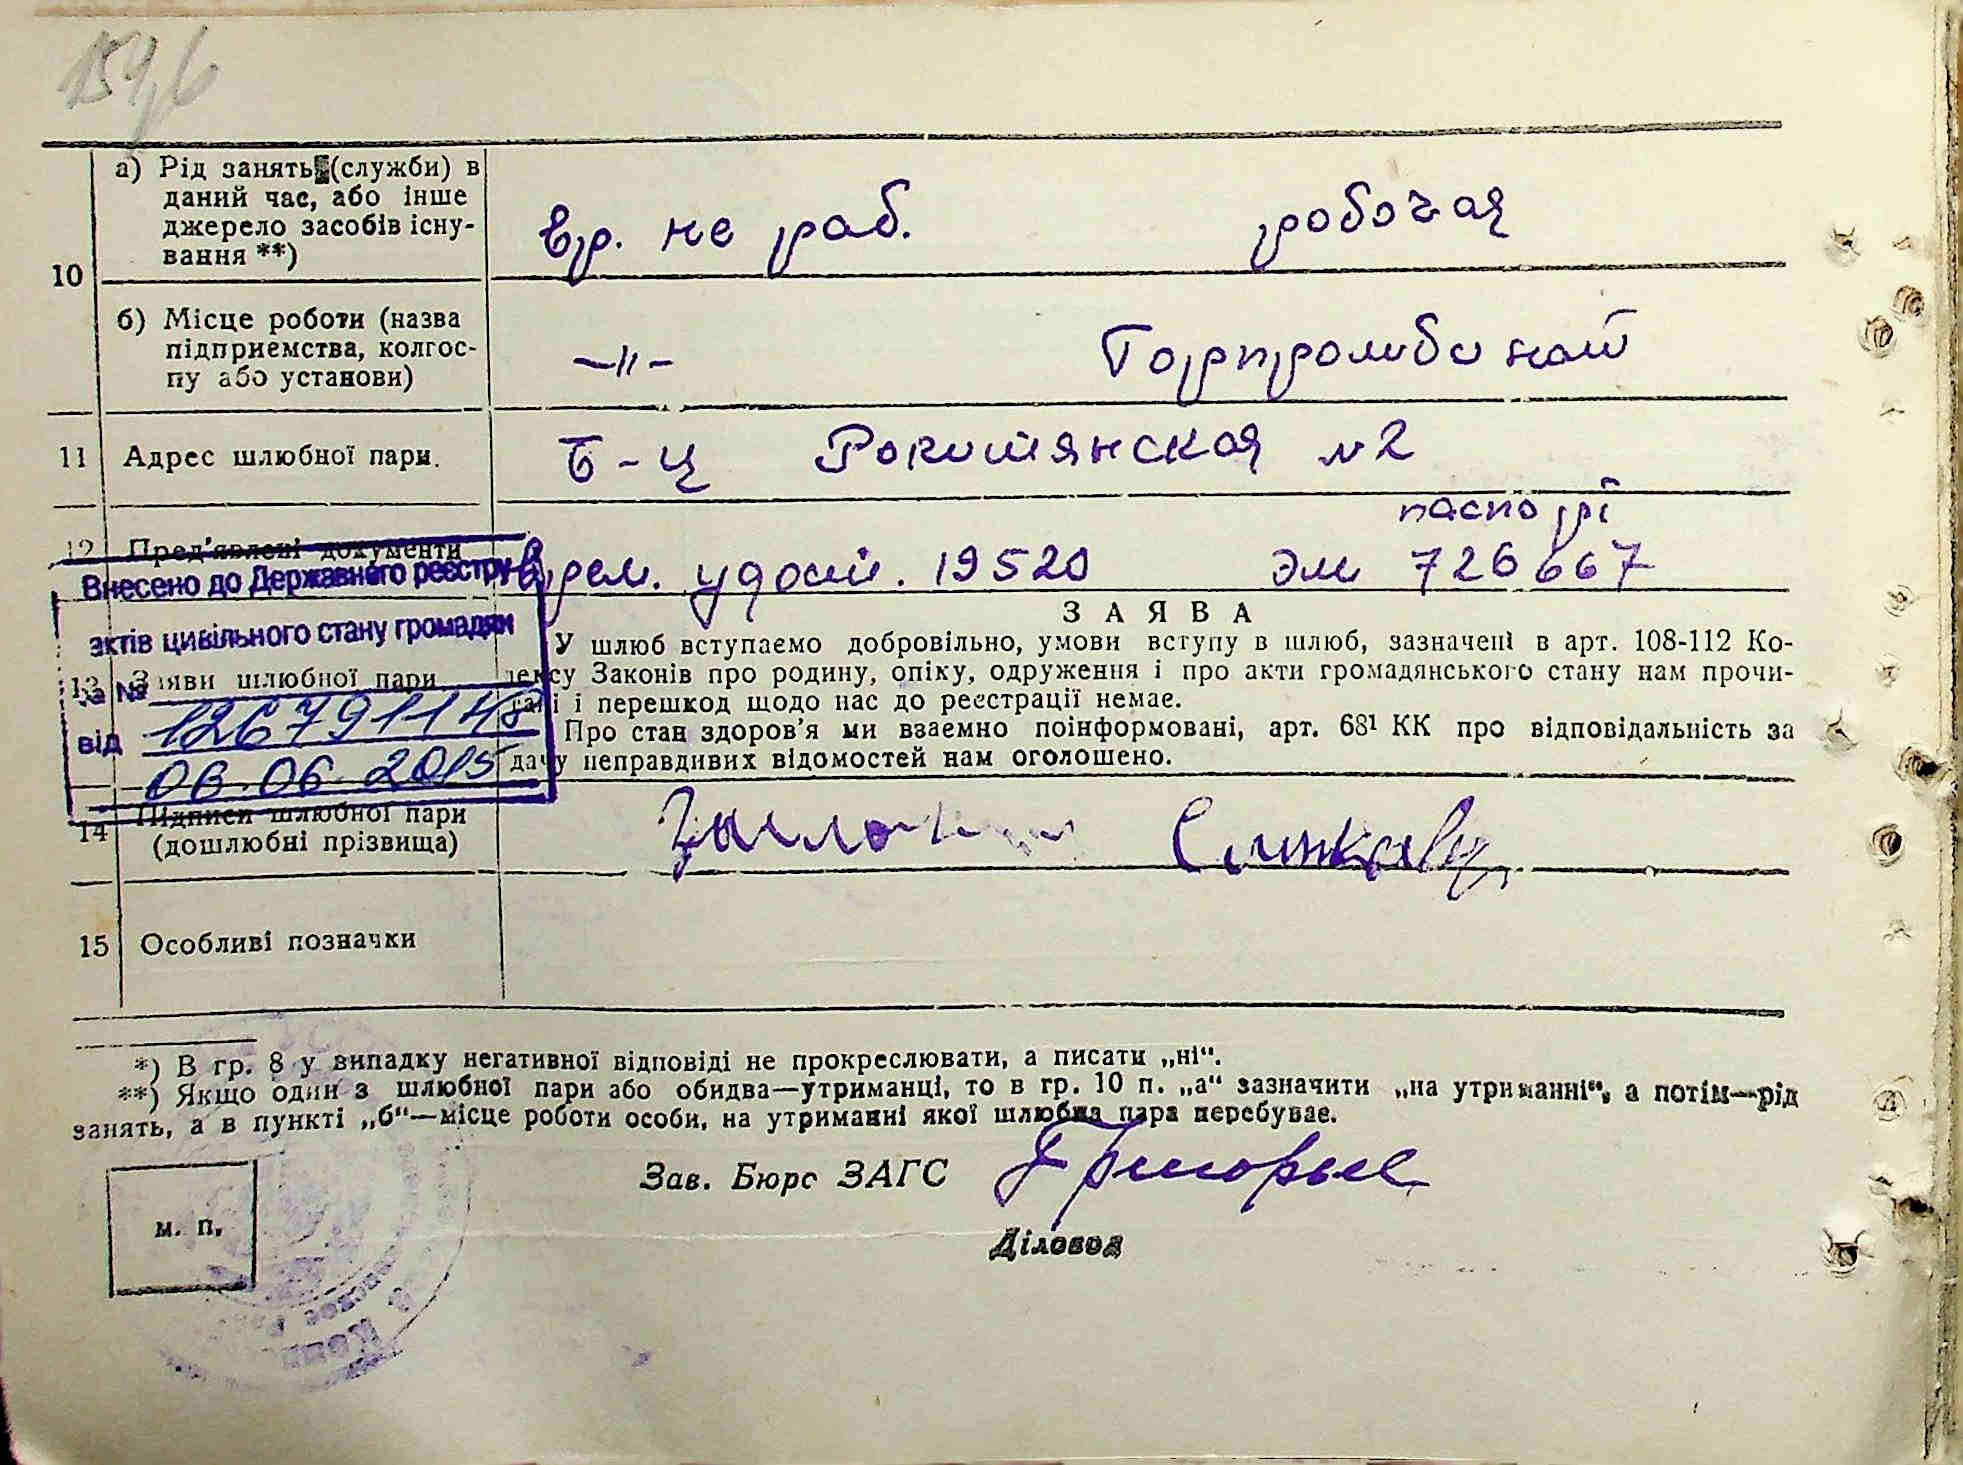 а) Рід занять (служби) в
даний час, або інше
джерело засобів існу-
вання **)
вр. не раб. робочая
10
б) Місце роботи (назва
підприємства, колгос-
пу або установи)
–〃– Горпромбинат
11 Адрес шлюбної пари. Б-Ц Рокитянская №2
паспорт
12 Пред'явлені документи врем. удост. 19520 ЭМ 726667
Внесено до Державного реєстру
актів цивільного стану громадян
за №
від
06.06.2015
ЗАЯВА
13 Заяви шлюбної пари
У шлюб вступаємо добровільно, умови вступу в шлюб, зазначені в арт. 108-112 Ко-
дексу Законів про родину, опіку, одруження і про акти громадянського стану нам прочи-
тані і перешкод щодо нас до реєстрації немає.
Про стан здоров'я ми взаємно поінформовані, арт. 68¹ КК про відповідальність за
дачу неправдивих відомостей нам оголошено.
14 Підписи шлюбної пари
(дошлюбні прізвища)
15 Особливі позначки
*) В гр. 8 у випадку негативної відповіді не прокреслювати, а писати „ні“.
**) Якщо один з шлюбної пари або обидва—утриманці, то в гр. 10 п. „а“ зазначити „на утриманні“, а потім—рід
занять, а в пункті „б“—місце роботи особи, на утриманні якої шлюбна пара перебуває.
Зав. Бюро ЗАГС
м. п.
Діловод